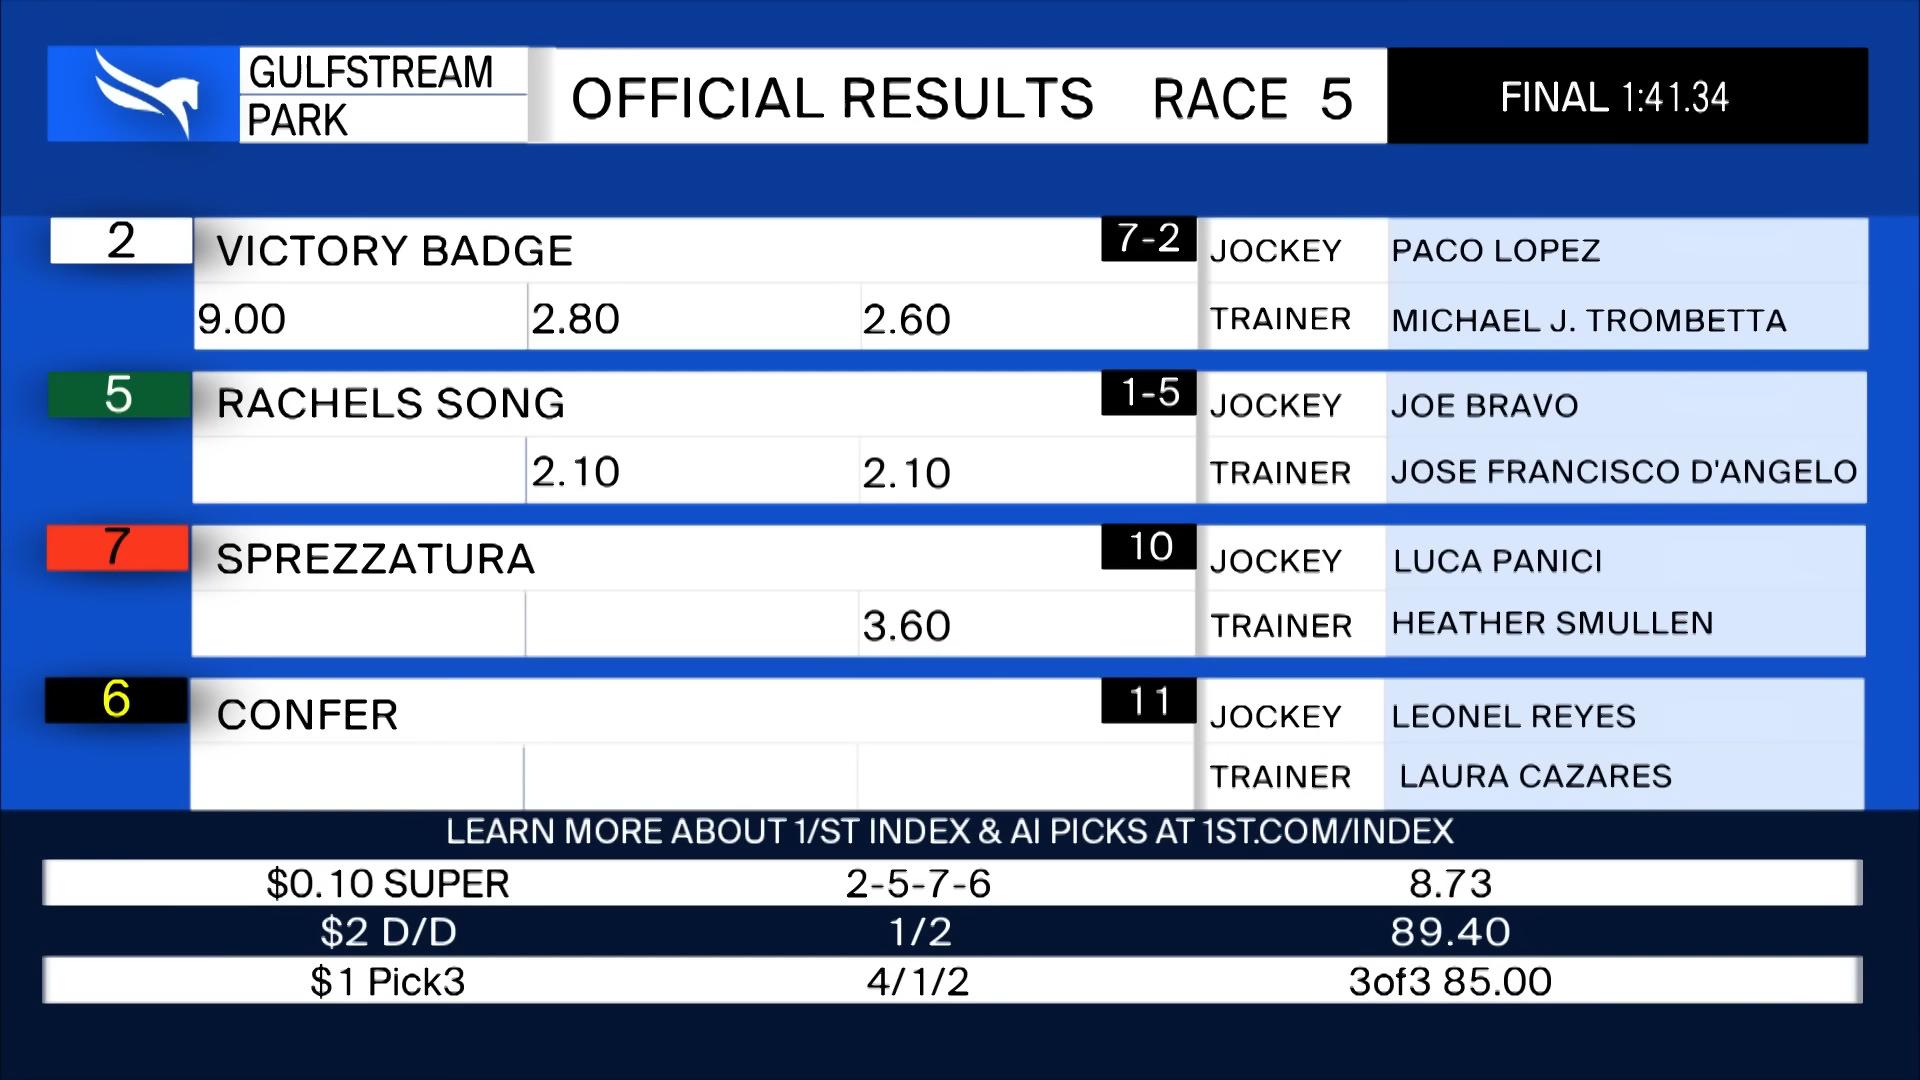 GULFSTREAM
PARK
OFFICIAL RESULTS RACE 5
FINAL 1:41.34
2 VICTORY BADGE 7-2 JOCKEY PACO LOPEZ
9.00 2.80 2.60 TRAINER MICHAEL J. TROMBETTA
5 RACHELS SONG 1-5 JOCKEY JOE BRAVO
2.10 2.10 TRAINER JOSE FRANCISCO D'ANGELO
7 SPREZZATURA 10 JOCKEY LUCA PANICI
3.60 TRAINER HEATHER SMULLEN
6 CONFER 11 JOCKEY LEONEL REYES
TRAINER LAURA CAZARES
LEARN MORE ABOUT 1/ST INDEX & AI PICKS AT 1ST.COM/INDEX
$0.10 SUPER 2-5-7-6 8.73
$2 D/D 1/2 89.40
$1 Pick3 4/1/2 3of3 85.00